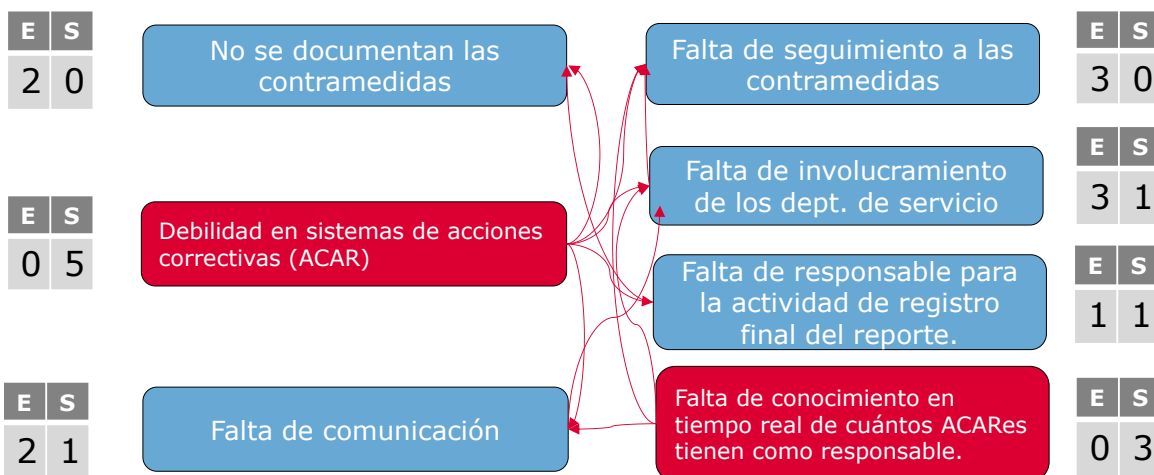 E S
2 0
No se documentan las
contramedidas
Falta de seguimiento a las
contramedidas
E S
3 0
Falta de involucramiento
de los dept. de servicio
E S
3 1
E S
0 5
Debilidad en sistemas de acciones
correctivas (ACAR)
Falta de responsable para
la actividad de registro
final del reporte.
E S
1 1
E S
2 1
Falta de comunicación
Falta de conocimiento en
tiempo real de cuántos ACARes
tienen como responsable.
E S
0 3